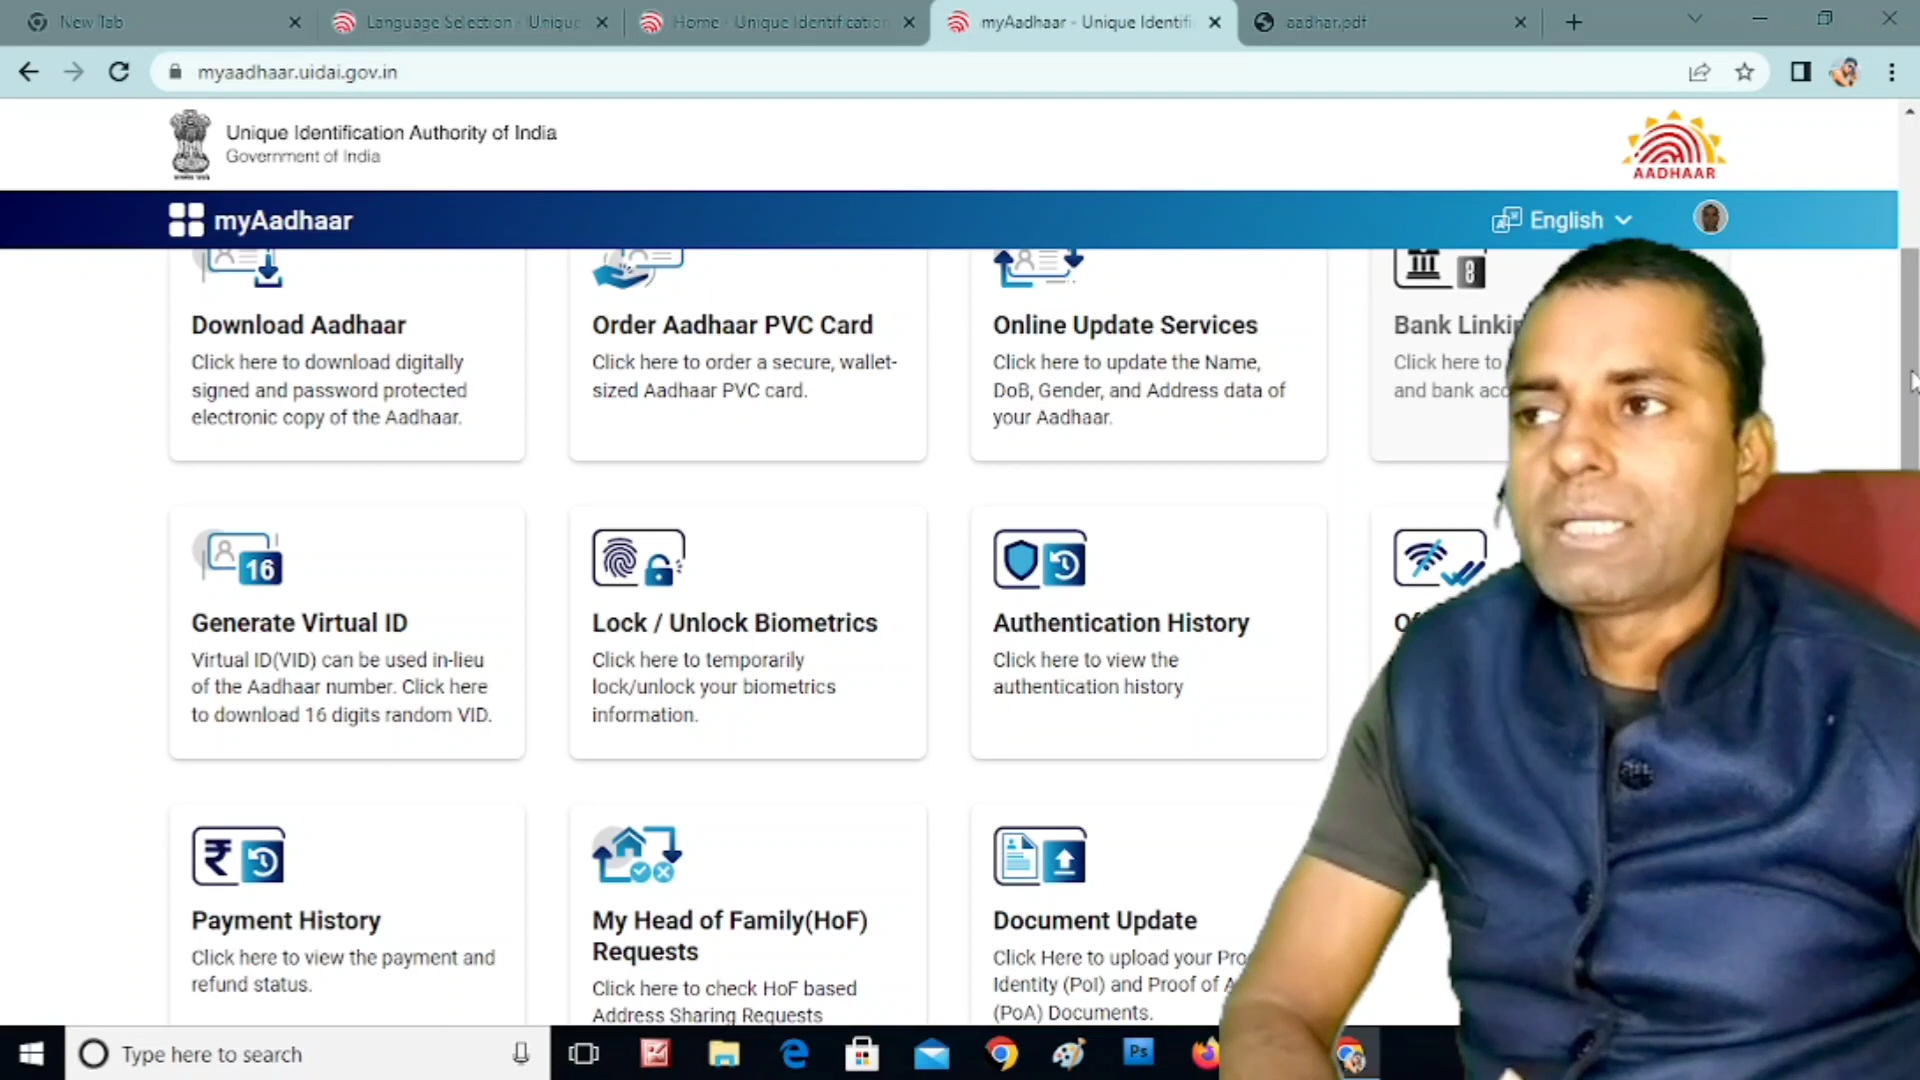 New Tab
Language Selection - Unique
Home - Unique Identification
myAadhaar - Unique Identifi
aadhar.pdf
myaadhaar.uidai.gov.in
Unique Identification Authority of India
Government of India
AADHAAR
myAadhaar
English
Download Aadhaar
Click here to download digitally
signed and password protected
electronic copy of the Aadhaar.
Order Aadhaar PVC Card
Click here to order a secure, wallet-
sized Aadhaar PVC card.
Online Update Services
Click here to update the Name,
DoB, Gender, and Address data of
your Aadhaar.
Bank Linkin
Click here to
and bank acc
16
Generate Virtual ID
Virtual ID(VID) can be used in-lieu
of the Aadhaar number. Click here
to download 16 digits random VID.
Lock / Unlock Biometrics
Click here to temporarily
lock/unlock your biometrics
information.
Authentication History
Click here to view the
authentication history
₹
Payment History
Click here to view the payment and
refund status.
My Head of Family(HoF)
Requests
Click here to check HoF based
Address Sharing Requests
Document Update
Click Here to upload your Pro
Identity (PoI) and Proof of A
(PoA) Documents.
Type here to search
Ps